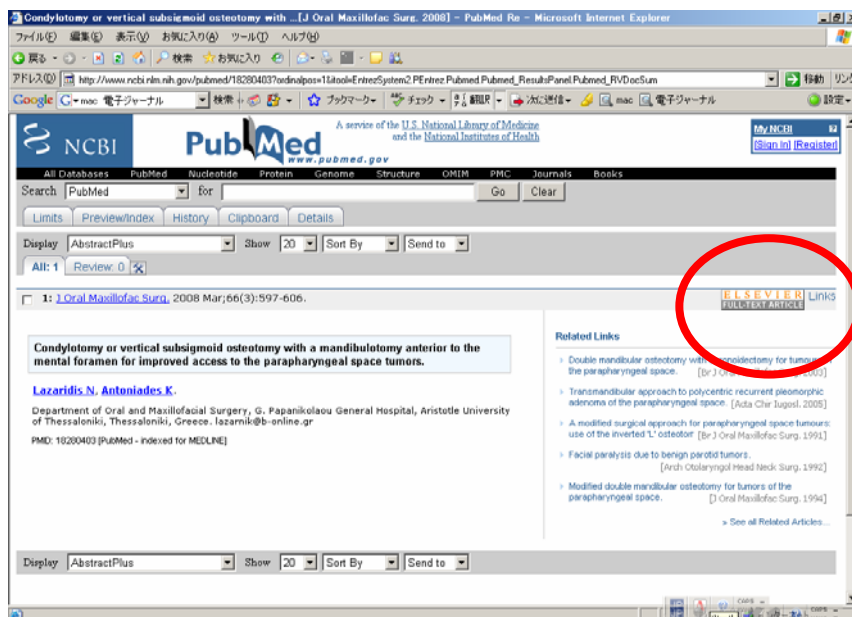 Condylotomy or vertical subsigmoid osteotomy with ...[J Oral Maxillofac Surg. 2008] - PubMed Re - Microsoft Internet Explorer
ファイル(F) 編集(E) 表示(V) お気に入り(A) ツール(T) ヘルプ(H)
戻る 検索 お気に入り
アドレス(D) http://www.ncbi.nlm.nih.gov/pubmed/18280403?ordinalpos=1&itool=EntrezSystem2.PEntrez.Pubmed.Pubmed_ResultsPanel.Pubmed_RVDocSum 移動 リンク
Google mac 電子ジャーナル 検索 ブックマーク チェック 翻訳 次に送信 mac 電子ジャーナル 設定
NCBI PubMed www.pubmed.gov
A service of the U.S. National Library of Medicine
and the National Institutes of Health
My NCBI
[Sign In] [Register]
All Databases PubMed Nucleotide Protein Genome Structure OMIM PMC Journals Books
Search PubMed for Go Clear
Limits Preview/Index History Clipboard Details
Display AbstractPlus Show 20 Sort By Send to
All: 1 Review: 0
1: J Oral Maxillofac Surg. 2008 Mar;66(3):597-606.
ELSEVIER FULL-TEXT ARTICLE Links
Condylotomy or vertical subsigmoid osteotomy with a mandibulotomy anterior to the
mental foramen for improved access to the parapharyngeal space tumors.
Lazaridis N, Antoniades K.
Department of Oral and Maxillofacial Surgery, G. Papanikolaou General Hospital, Aristotle University
of Thessaloniki, Thessaloniki, Greece. lazarnik@b-online.gr
PMID: 18280403 [PubMed - indexed for MEDLINE]
Related Links
Double mandibular osteotomy with coronoidectomy for tumours
the parapharyngeal space. [Br J Oral Maxillofac Surg. 2003]
Transmandibular approach to polycentric recurrent pleomorphic
adenoma of the parapharyngeal space. [Acta Chir Iugosl. 2005]
A modified surgical approach for parapharyngeal space tumours:
use of the inverted 'L' osteotom [Br J Oral Maxillofac Surg. 1991]
Facial paralysis due to benign parotid tumors.
[Arch Otolaryngol Head Neck Surg. 1992]
Modified double mandibular osteotomy for tumors of the
parapharyngeal space. [J Oral Maxillofac Surg. 1994]
» See all Related Articles...
Display AbstractPlus Show 20 Sort By Send to
CAPS